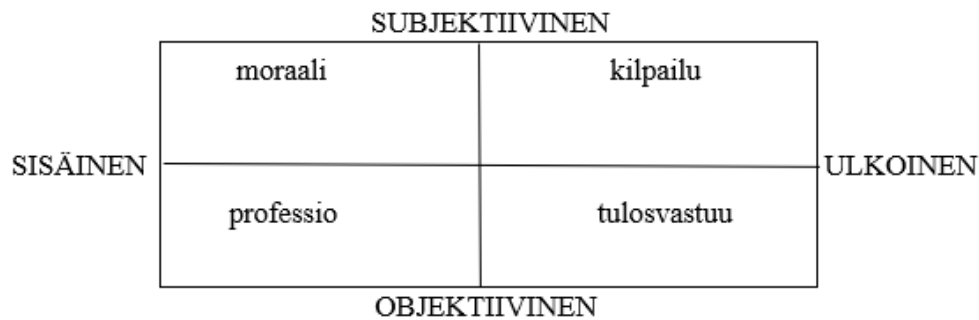 SUBJEKTIIVINEN
moraali kilpailu
SISÄINEN ULKOINEN
professio tulosvastuu
OBJEKTIIVINEN